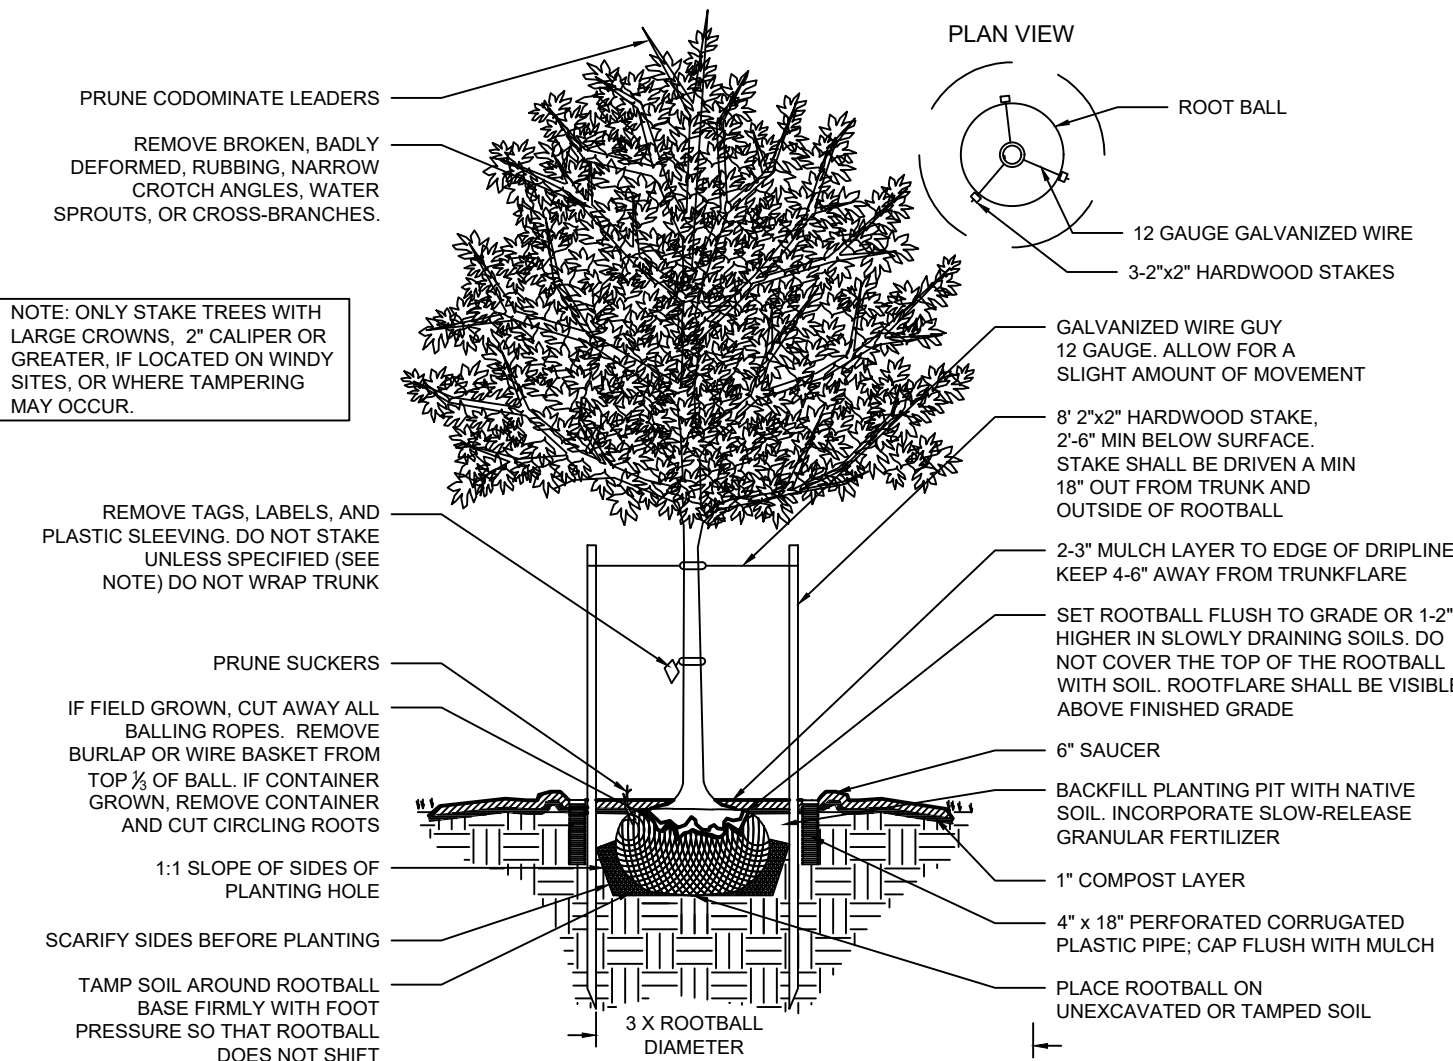 PLAN VIEW
PRUNE CODOMINATE LEADERS
REMOVE BROKEN, BADLY
DEFORMED, RUBBING, NARROW
CROTCH ANGLES, WATER
SPROUTS, OR CROSS-BRANCHES.
NOTE: ONLY STAKE TREES WITH
LARGE CROWNS, 2" CALIPER OR
GREATER, IF LOCATED ON WINDY
SITES, OR WHERE TAMPERING
MAY OCCUR.
REMOVE TAGS, LABELS, AND
PLASTIC SLEEVING. DO NOT STAKE
UNLESS SPECIFIED (SEE
NOTE) DO NOT WRAP TRUNK
PRUNE SUCKERS
IF FIELD GROWN, CUT AWAY ALL
BALLING ROPES. REMOVE
BURLAP OR WIRE BASKET FROM
TOP ⅓ OF BALL. IF CONTAINER
GROWN, REMOVE CONTAINER
AND CUT CIRCLING ROOTS
1:1 SLOPE OF SIDES OF
PLANTING HOLE
SCARIFY SIDES BEFORE PLANTING
TAMP SOIL AROUND ROOTBALL
BASE FIRMLY WITH FOOT
PRESSURE SO THAT ROOTBALL
DOES NOT SHIFT
ROOT BALL
12 GAUGE GALVANIZED WIRE
3-2"x2" HARDWOOD STAKES
GALVANIZED WIRE GUY
12 GAUGE. ALLOW FOR A
SLIGHT AMOUNT OF MOVEMENT
8' 2"x2" HARDWOOD STAKE,
2'-6" MIN BELOW SURFACE.
STAKE SHALL BE DRIVEN A MIN
18" OUT FROM TRUNK AND
OUTSIDE OF ROOTBALL
2-3" MULCH LAYER TO EDGE OF DRIPLINE
KEEP 4-6" AWAY FROM TRUNKFLARE
SET ROOTBALL FLUSH TO GRADE OR 1-2"
HIGHER IN SLOWLY DRAINING SOILS. DO
NOT COVER THE TOP OF THE ROOTBALL
WITH SOIL. ROOTFLARE SHALL BE VISIBLE
ABOVE FINISHED GRADE
6" SAUCER
BACKFILL PLANTING PIT WITH NATIVE
SOIL. INCORPORATE SLOW-RELEASE
GRANULAR FERTILIZER
1" COMPOST LAYER
4" x 18" PERFORATED CORRUGATED
PLASTIC PIPE; CAP FLUSH WITH MULCH
PLACE ROOTBALL ON
UNEXCAVATED OR TAMPED SOIL
3 X ROOTBALL
DIAMETER